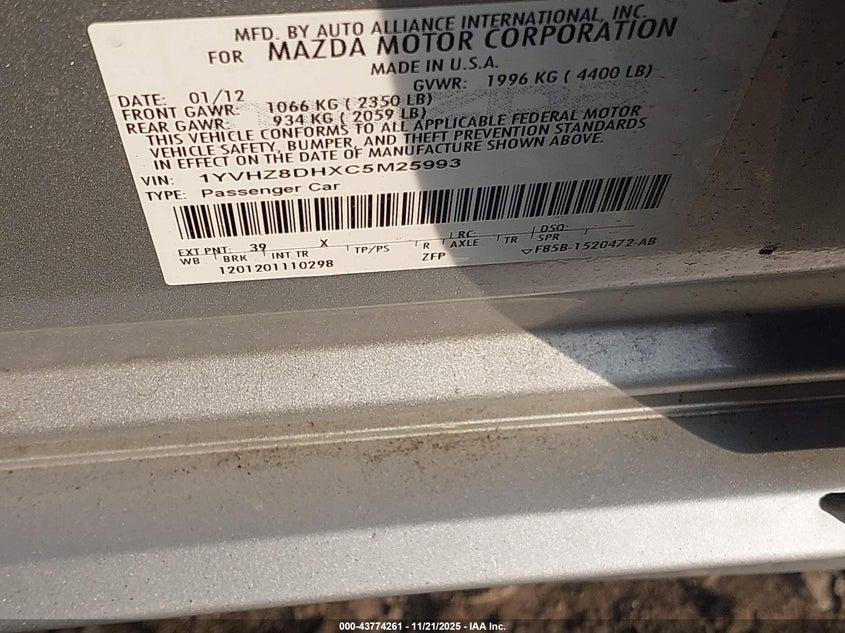 MFD. BY AUTO ALLIANCE INTERNATIONAL, INC.
FOR MAZDA MOTOR CORPORATION
MADE IN U.S.A.
DATE: 01/12 GVWR: 1996 KG ( 4400 LB)
FRONT GAWR: 1066 KG ( 2350 LB)
REAR GAWR: 934 KG ( 2059 LB)
THIS VEHICLE CONFORMS TO ALL APPLICABLE FEDERAL MOTOR
VEHICLE SAFETY, BUMPER, AND THEFT PREVENTION STANDARDS
IN EFFECT ON THE DATE OF MANUFACTURE SHOWN ABOVE.
VIN: 1YVHZ8DHXC5M25993
TYPE: Passenger Car
EXT PNT: 39 X RC: DSO:
WB BRK INT TR TP/PS R AXLE TR SPR
1201201110298 ZFP F85B-1520472-AB
000-43774261 - 11/21/2025 - IAA Inc.